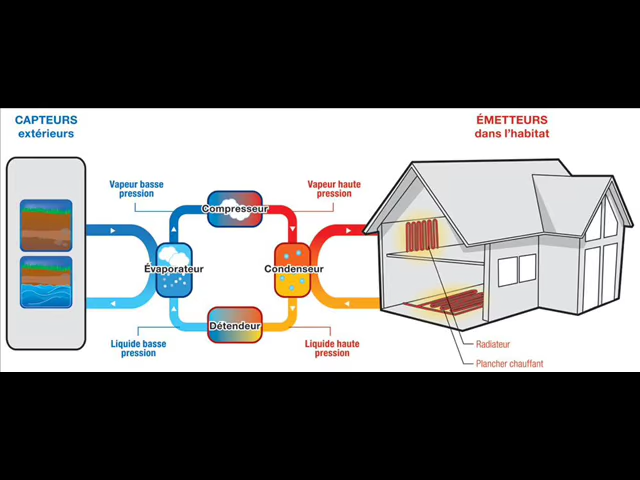 CAPTEURS
extérieurs
ÉMETTEURS
dans l'habitat
Vapeur basse
pression
Compresseur
Vapeur haute
pression
Évaporateur
Condenseur
Détendeur
Liquide basse
pression
Liquide haute
pression
Radiateur
Plancher chauffant